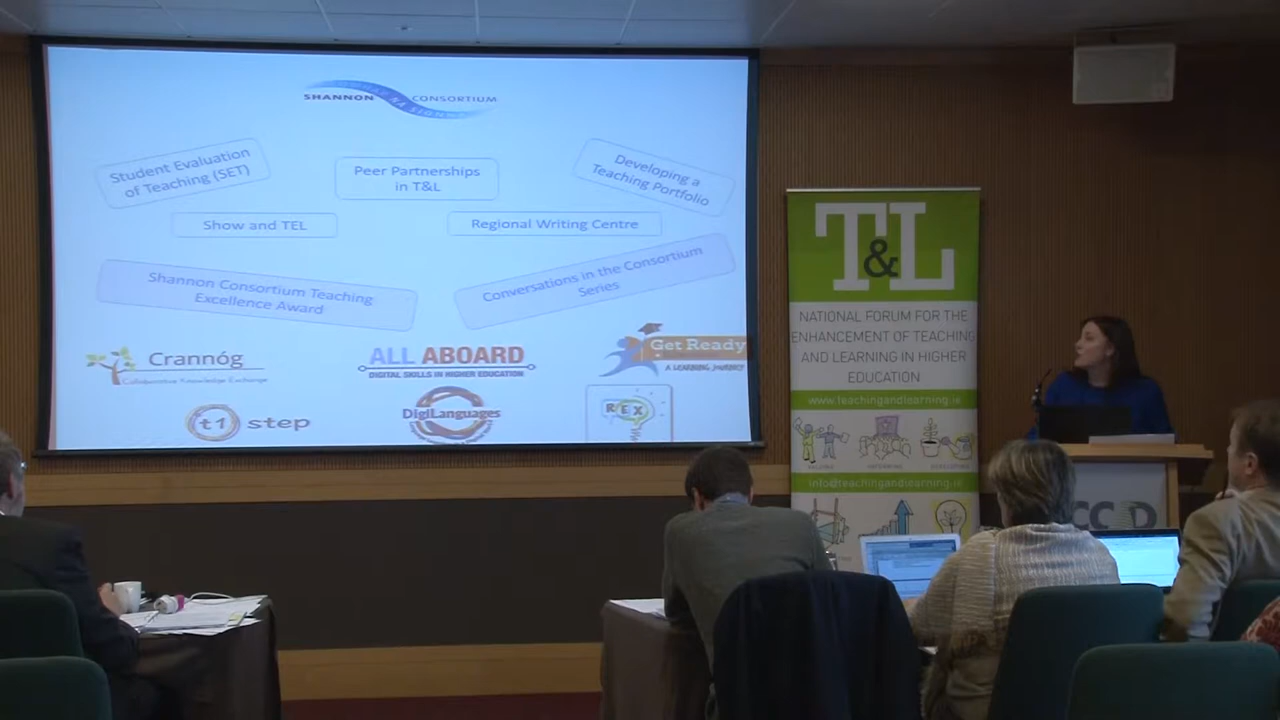 SHANNON CONSORTIUM
Student Evaluation
of Teaching (SET)
Peer Partnerships
in T&L
Developing a
Teaching Portfolio
Show and TEL
Regional Writing Centre
Shannon Consortium Teaching
Excellence Award
Conversations in the Consortium
Series
Crannóg
Collaborative Knowledge Exchange
ALL ABOARD
DIGITAL SKILLS IN HIGHER EDUCATION
Get Ready
A LEARNING JOURNEY
t1 step
DigiLanguages
REX
T&L
NATIONAL FORUM FOR THE
ENHANCEMENT OF TEACHING
AND LEARNING IN HIGHER
EDUCATION
www.teachingandlearning.ie
info@teachingandlearning.ie